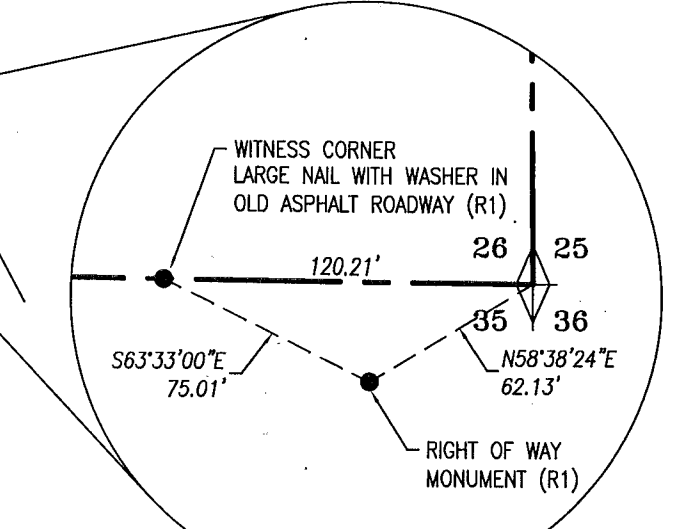 WITNESS CORNER
LARGE NAIL WITH WASHER IN
OLD ASPHALT ROADWAY (R1)
26 25
120.21'
35 36
S63°33'00"E
75.01'
N58°38'24"E
62.13'
RIGHT OF WAY
MONUMENT (R1)